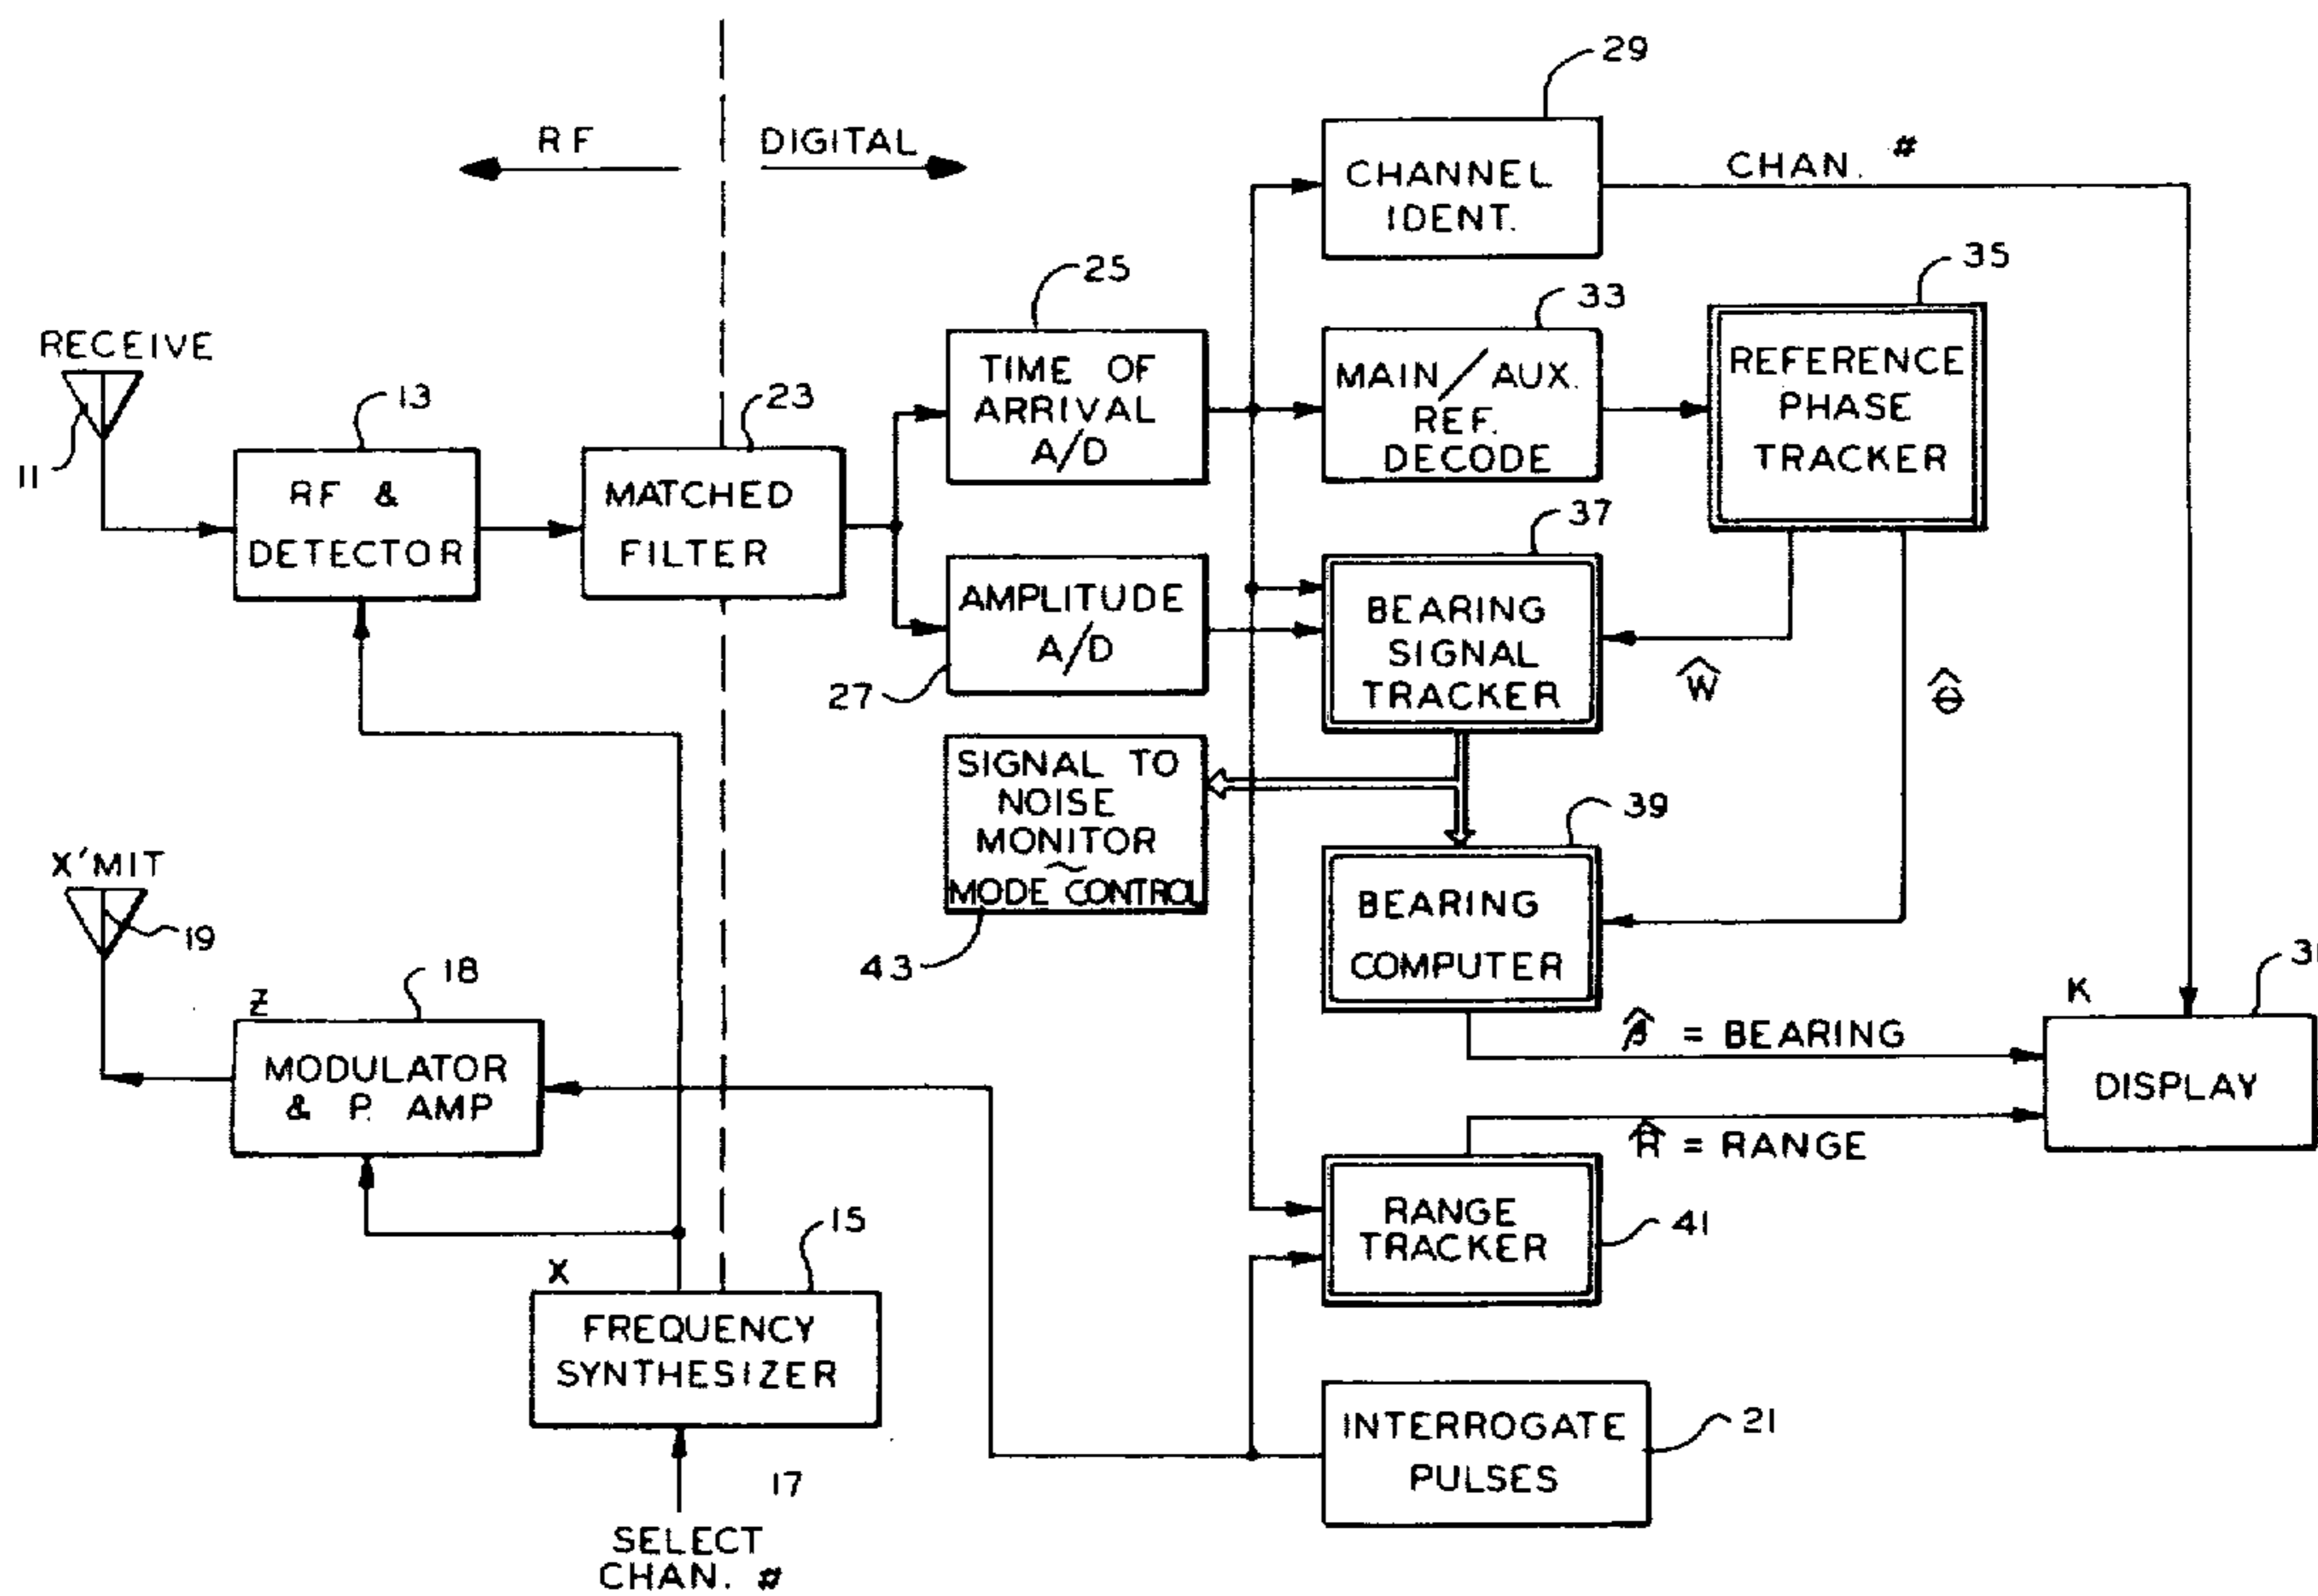 29
RF
DIGITAL
CHANNEL
IDENT.
CHAN. #
25
33
35
RECEIVE
11
13
RF &
DETECTOR
23
MATCHED
FILTER
TIME OF
ARRIVAL
A/D
MAIN/AUX.
REF.
DECODE
REFERENCE
PHASE
TRACKER
37
AMPLITUDE
A/D
27
BEARING
SIGNAL
TRACKER
Ŵ
Θ̂
SIGNAL TO
NOISE
MONITOR
~
MODE CONTROL
43
39
BEARING
COMPUTER
X'MIT
19
18
Z
MODULATOR
& P. AMP
β̂ = BEARING
R̂ = RANGE
K
31
DISPLAY
RANGE
TRACKER
41
X
15
FREQUENCY
SYNTHESIZER
17
SELECT
CHAN. #
INTERROGATE
PULSES
21